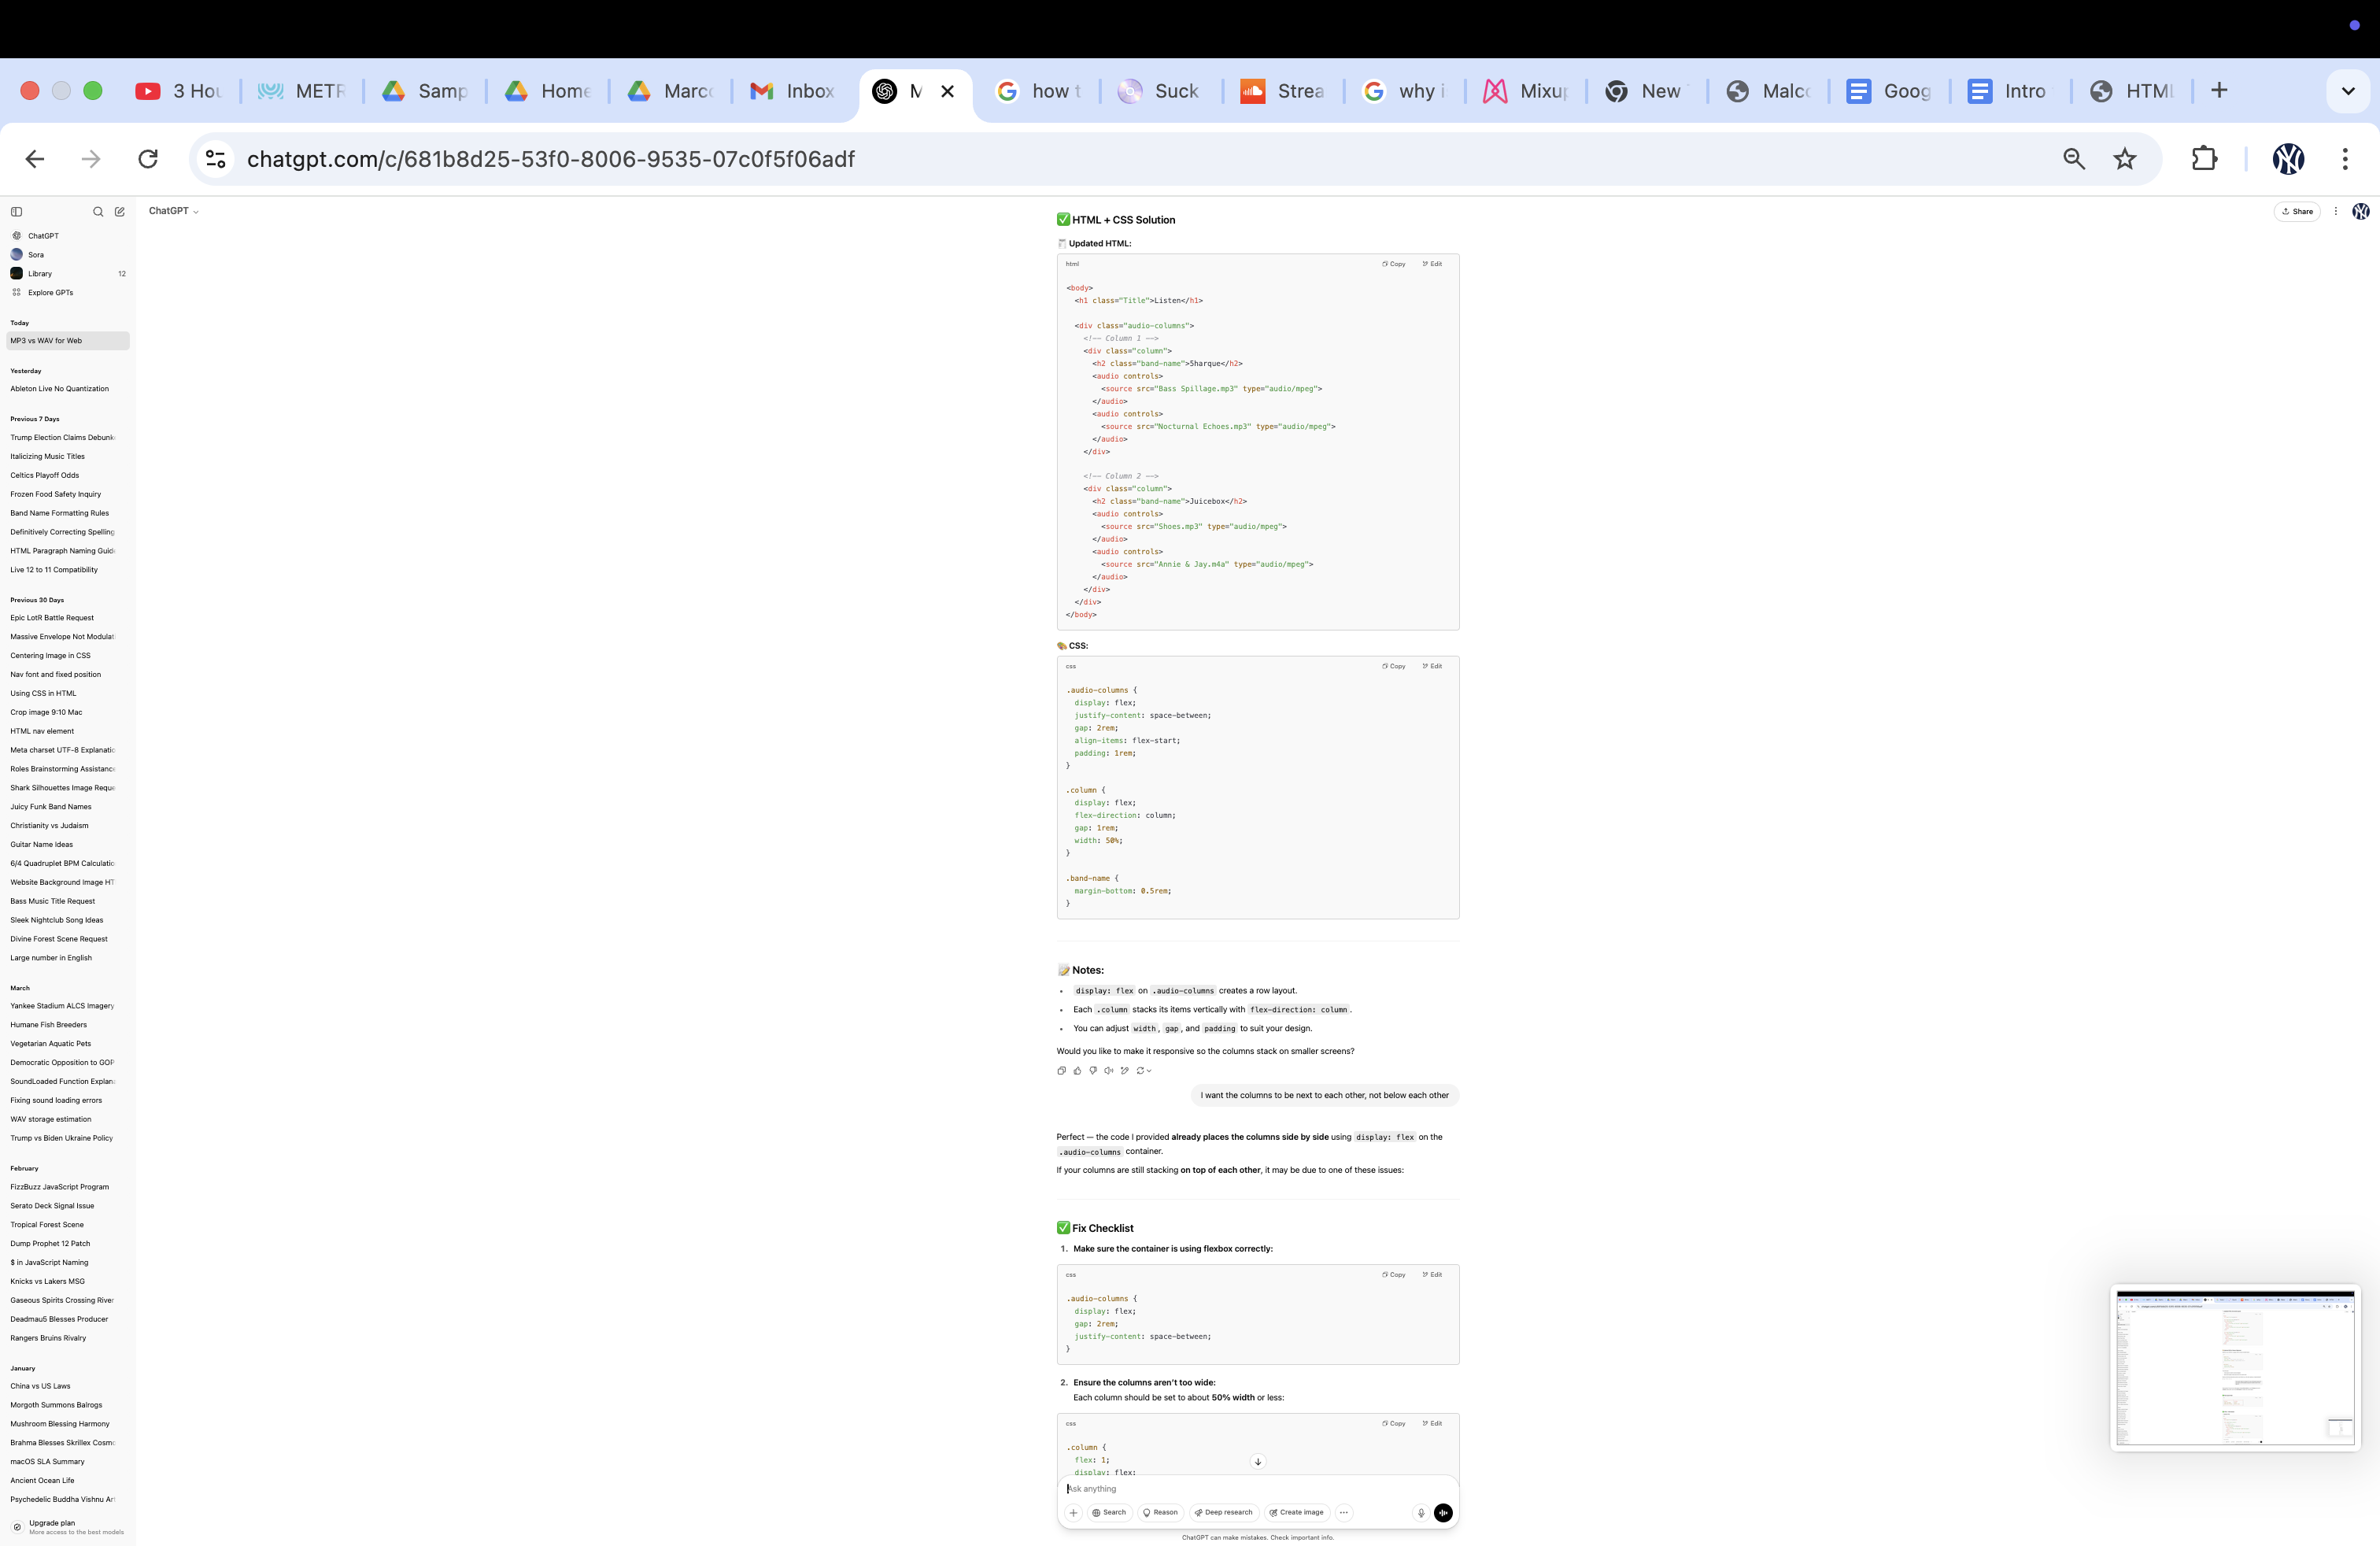 3 Hou
METR
Samp
Home
Marco
Inbox
how t
Suck
Strea
why i
Mixup
New
Malco
Goog
Intro
HTML
chatgpt.com/c/681b8d25-53f0-8006-9535-07c0f5f06adf
ChatGPT
Share
ChatGPT
Sora
Library 12
Explore GPTs
Today
MP3 vs WAV for Web
Yesterday
Ableton Live No Quantization
Previous 7 Days
Trump Election Claims Debunk
Italicizing Music Titles
Celtics Playoff Odds
Frozen Food Safety Inquiry
Band Name Formatting Rules
Definitively Correcting Spelling
HTML Paragraph Naming Guid
Live 12 to 11 Compatibility
Previous 30 Days
Epic LotR Battle Request
Massive Envelope Not Modulat
Centering Image in CSS
Nav font and fixed position
Using CSS in HTML
Crop image 9:10 Mac
HTML nav element
Meta charset UTF-8 Explanatio
Roles Brainstorming Assistanc
Shark Silhouettes Image Reque
Juicy Funk Band Names
Christianity vs Judaism
Guitar Name Ideas
6/4 Quadruplet BPM Calculatio
Website Background Image HT
Bass Music Title Request
Sleek Nightclub Song Ideas
Divine Forest Scene Request
Large number in English
March
Yankee Stadium ALCS Imagery
Humane Fish Breeders
Vegetarian Aquatic Pets
Democratic Opposition to GOP
SoundLoaded Function Explan
Fixing sound loading errors
WAV storage estimation
Trump vs Biden Ukraine Policy
February
FizzBuzz JavaScript Program
Serato Deck Signal Issue
Tropical Forest Scene
Dump Prophet 12 Patch
$ in JavaScript Naming
Knicks vs Lakers MSG
Gaseous Spirits Crossing River
Deadmau5 Blesses Producer
Rangers Bruins Rivalry
January
China vs US Laws
Morgoth Summons Balrogs
Mushroom Blessing Harmony
Brahma Blesses Skrillex Cosm
macOS SLA Summary
Ancient Ocean Life
Psychedelic Buddha Vishnu Ar
Upgrade plan
More access to the best models
HTML + CSS Solution
Updated HTML:
html Copy Edit
<body>
<h1 class="Title">Listen</h1>
<div class="audio-columns">
<!-- Column 1 -->
<div class="column">
<h2 class="band-name">5harque</h2>
<audio controls>
<source src="Bass Spillage.mp3" type="audio/mpeg">
</audio>
<audio controls>
<source src="Nocturnal Echoes.mp3" type="audio/mpeg">
</audio>
</div>
<!-- Column 2 -->
<div class="column">
<h2 class="band-name">Juicebox</h2>
<audio controls>
<source src="Shoes.mp3" type="audio/mpeg">
</audio>
<audio controls>
<source src="Annie & Jay.m4a" type="audio/mpeg">
</audio>
</div>
</div>
</body>
CSS:
css Copy Edit
.audio-columns {
display: flex;
justify-content: space-between;
gap: 2rem;
align-items: flex-start;
padding: 1rem;
}
.column {
display: flex;
flex-direction: column;
gap: 1rem;
width: 50%;
}
.band-name {
margin-bottom: 0.5rem;
}
Notes:
display: flex on .audio-columns creates a row layout.
Each .column stacks its items vertically with flex-direction: column.
You can adjust width, gap, and padding to suit your design.
Would you like to make it responsive so the columns stack on smaller screens?
I want the columns to be next to each other, not below each other
Perfect — the code I provided already places the columns side by side using display: flex on the
.audio-columns container.
If your columns are still stacking on top of each other, it may be due to one of these issues:
Fix Checklist
1. Make sure the container is using flexbox correctly:
css Copy Edit
.audio-columns {
display: flex;
gap: 2rem;
justify-content: space-between;
}
2. Ensure the columns aren't too wide:
Each column should be set to about 50% width or less:
css Copy Edit
.column {
flex: 1;
display: flex;
Ask anything
Search Reason Deep research Create image
ChatGPT can make mistakes. Check important info.